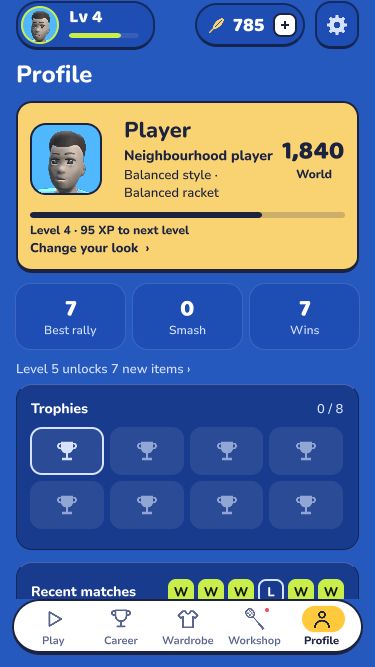 Lv 4
785 +
Profile
Player
Neighbourhood player
Balanced style ·
Balanced racket
1,840
World
Level 4 · 95 XP to next level
Change your look ›
7
Best rally
0
Smash
7
Wins
Level 5 unlocks 7 new items ›
Trophies
0 / 8
Recent matches
W W W L W W
Play
Career
Wardrobe
Workshop
Profile